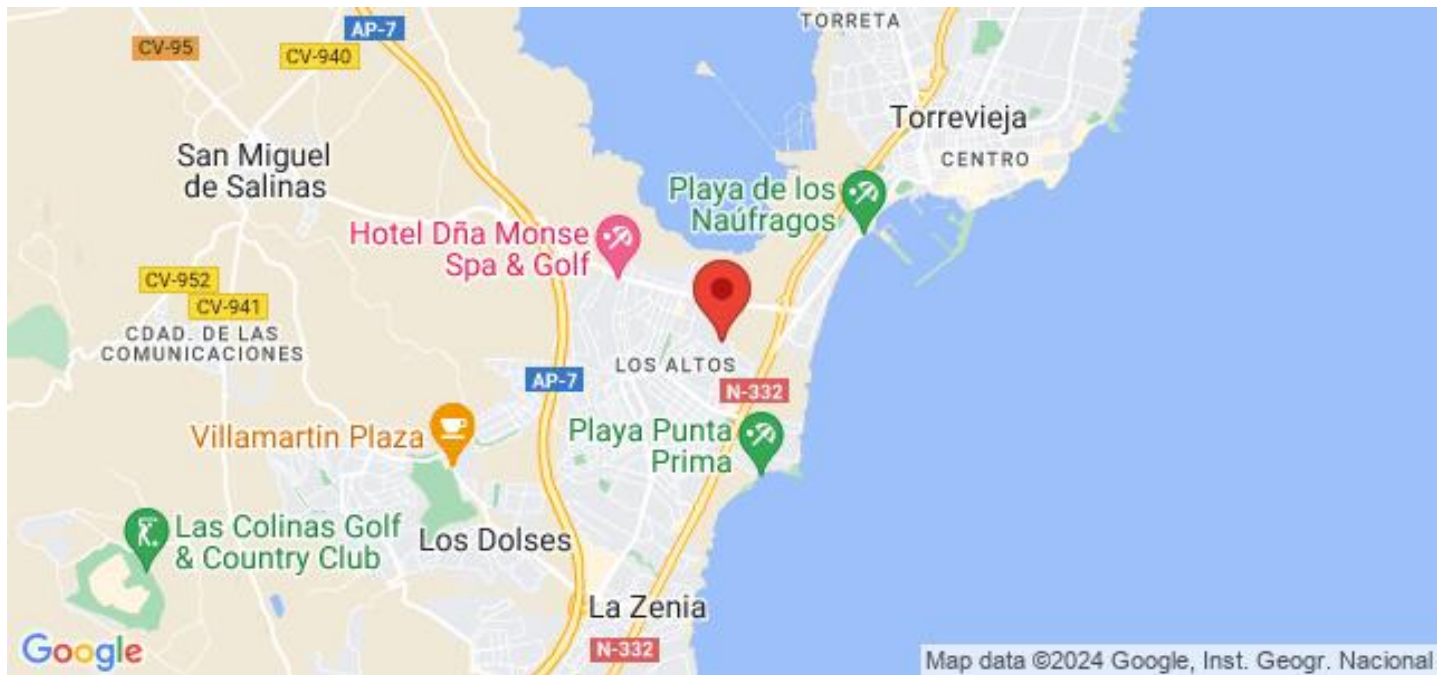 TORRETA
AP-7
CV-95
CV-940
Torrevieja
San Miguel
de Salinas
CENTRO
Playa de los
Naúfragos
Hotel Dña Monse
Spa & Golf
CV-952
CV-941
CDAD. DE LAS
COMUNICACIONES
LOS ALTOS
AP-7
N-332
Villamartin Plaza
Playa Punta
Prima
Las Colinas Golf
& Country Club
Los Dolses
La Zenia
N-332
Google
Map data ©2024 Google, Inst. Geogr. Nacional